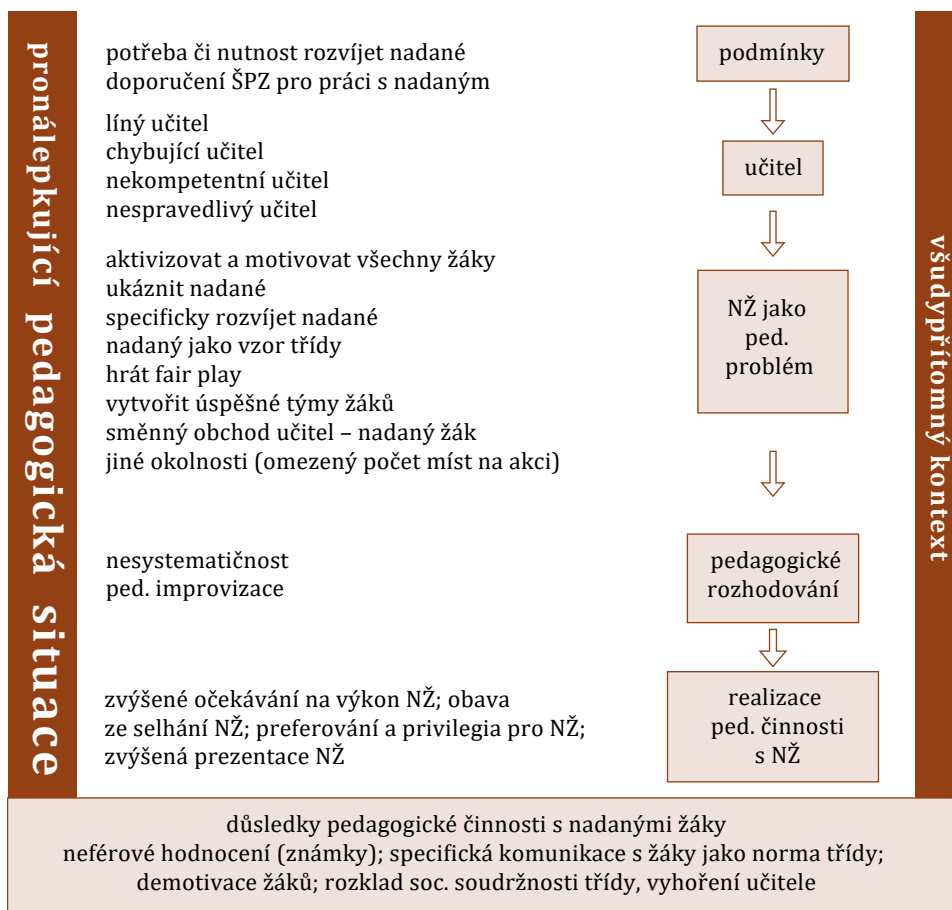 pronálepkující pedagogická situace
potřeba či nutnost rozvíjet nadané
doporučení ŠPZ pro práci s nadaným
podmínky
líný učitel
chybující učitel
nekompetentní učitel
nespravedlivý učitel
učitel
aktivizovat a motivovat všechny žáky
ukáznit nadané
specificky rozvíjet nadané
nadaný jako vzor třídy
hrát fair play
vytvořit úspěšné týmy žáků
směnný obchod učitel – nadaný žák
jiné okolnosti (omezený počet míst na akci)
NŽ jako
ped.
problém
nesystematičnost
ped. improvizace
pedagogické
rozhodování
zvýšené očekávání na výkon NŽ; obava
ze selhání NŽ; preferování a privilegia pro NŽ;
zvýšená prezentace NŽ
realizace
ped. činnosti
s NŽ
všudypřítomný kontext
důsledky pedagogické činnosti s nadanými žáky
neférové hodnocení (známky); specifická komunikace s žáky jako norma třídy;
demotivace žáků; rozklad soc. soudržnosti třídy, vyhoření učitele